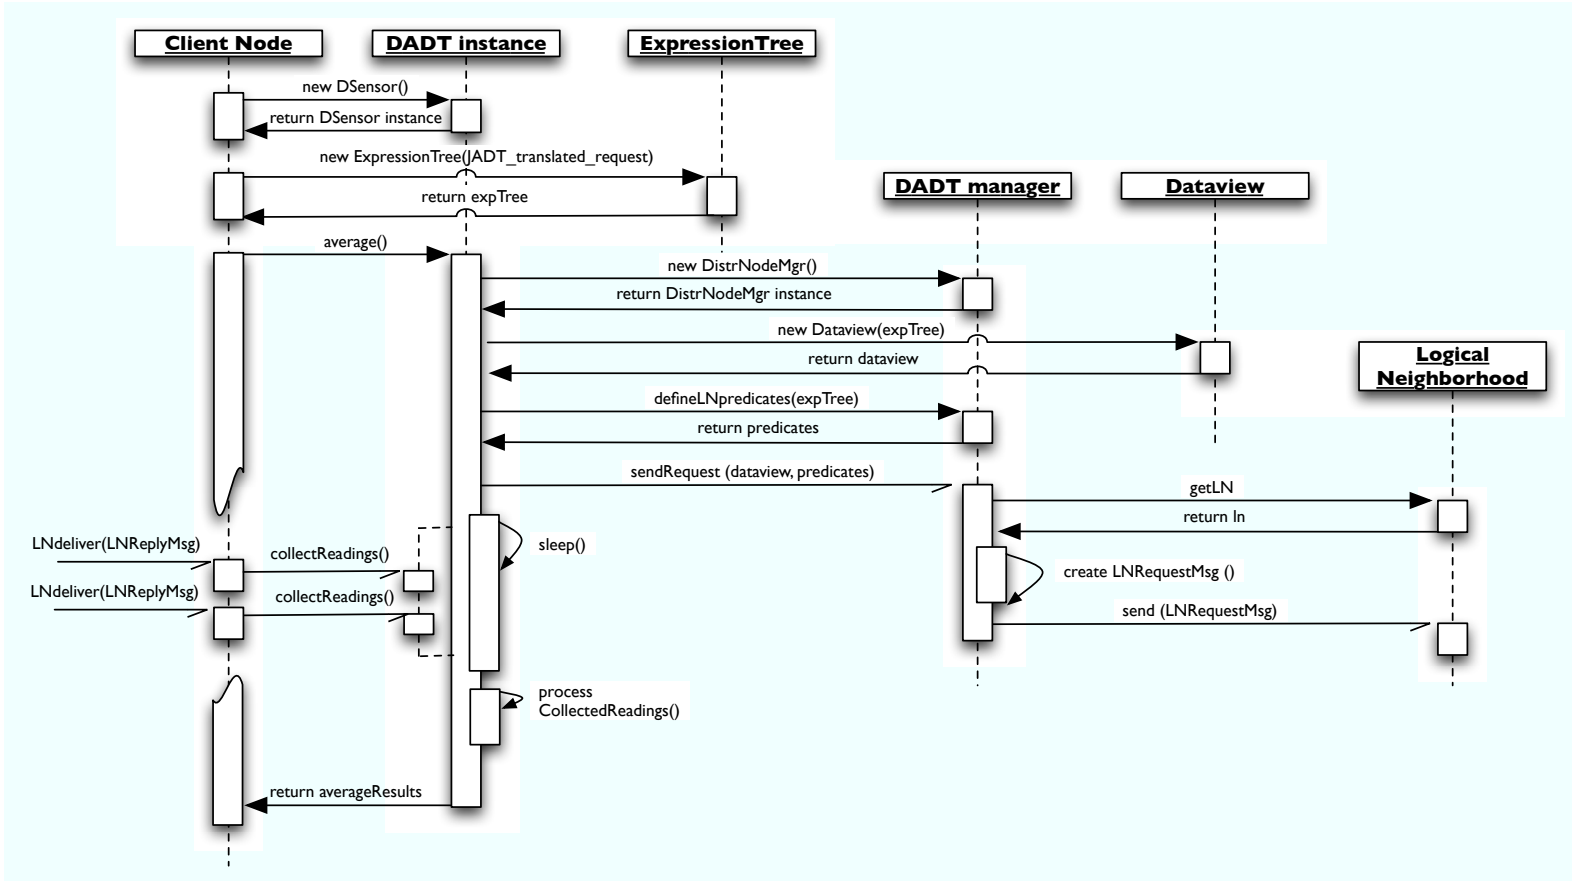 Client Node
DADT instance
ExpressionTree
new DSensor()
return DSensor instance
new ExpressionTree(JADT_translated_request)
return expTree
DADT manager
Dataview
average()
new DistrNodeMgr()
return DistrNodeMgr instance
new Dataview(expTree)
return dataview
Logical
Neighborhood
defineLNpredicates(expTree)
return predicates
sendRequest (dataview, predicates)
getLN
return ln
LNdeliver(LNReplyMsg)
collectReadings()
sleep()
create LNRequestMsg ()
LNdeliver(LNReplyMsg)
collectReadings()
send (LNRequestMsg)
process
CollectedReadings()
return averageResults